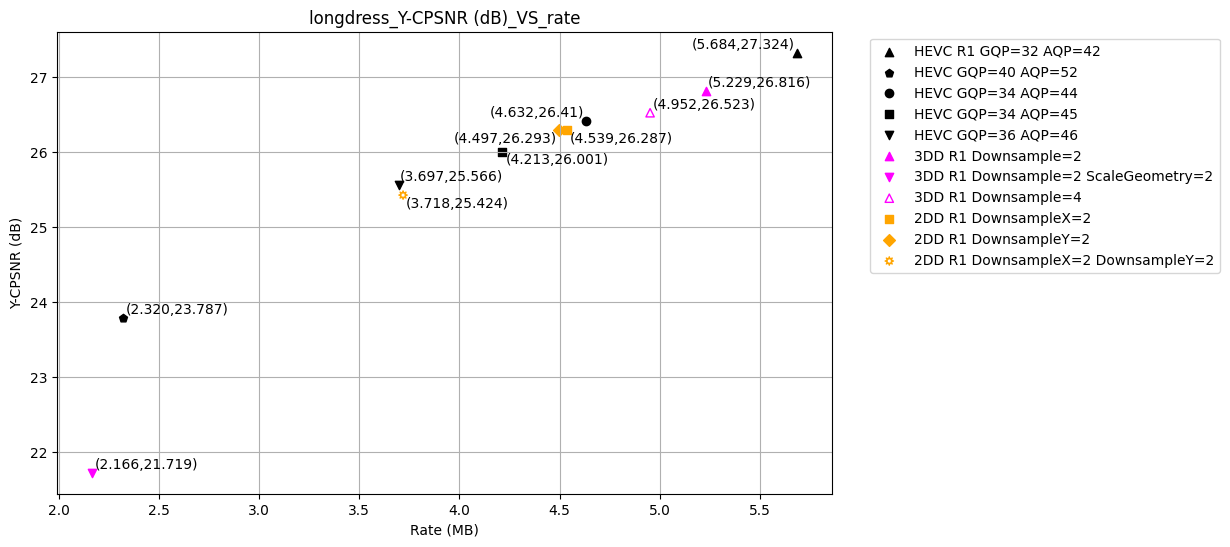 longdress_Y-CPSNR (dB)_VS_rate
(5.684,27.324)
(5.229,26.816)
(4.952,26.523)
(4.632,26.41)
(4.497,26.293)
(4.539,26.287)
(4.213,26.001)
(3.697,25.566)
(3.718,25.424)
(2.320,23.787)
(2.166,21.719)
27
26
25
24
23
22
Y-CPSNR (dB)
2.0 2.5 3.0 3.5 4.0 4.5 5.0 5.5
Rate (MB)
HEVC R1 GQP=32 AQP=42
HEVC GQP=40 AQP=52
HEVC GQP=34 AQP=44
HEVC GQP=34 AQP=45
HEVC GQP=36 AQP=46
3DD R1 Downsample=2
3DD R1 Downsample=2 ScaleGeometry=2
3DD R1 Downsample=4
2DD R1 DownsampleX=2
2DD R1 DownsampleY=2
2DD R1 DownsampleX=2 DownsampleY=2